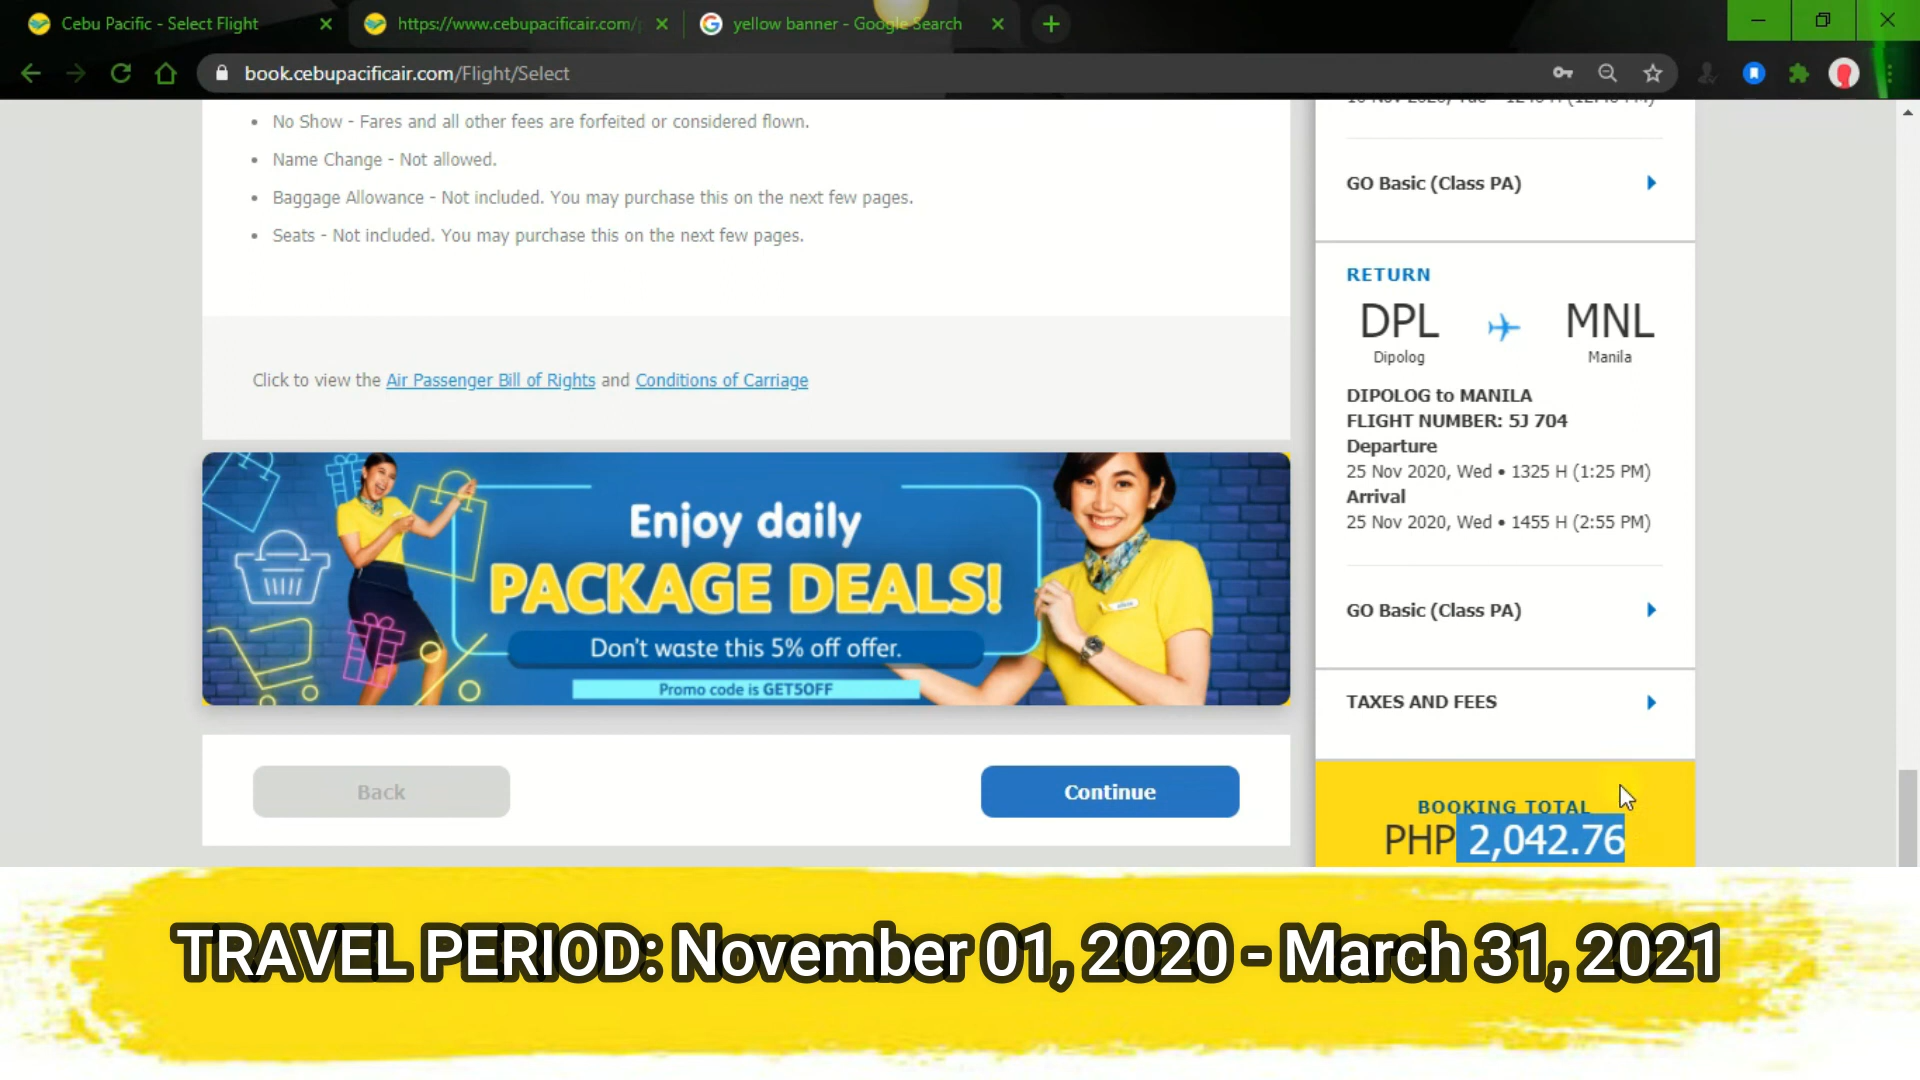 Cebu Pacific - Select Flight
https://www.cebupacificair.com/
yellow banner - Google Search
book.cebupacificair.com/Flight/Select
No Show - Fares and all other fees are forfeited or considered flown.
Name Change - Not allowed.
Baggage Allowance - Not included. You may purchase this on the next few pages.
Seats - Not included. You may purchase this on the next few pages.
Click to view the Air Passenger Bill of Rights and Conditions of Carriage
Enjoy daily
PACKAGE DEALS!
Don't waste this 5% off offer.
Promo code is GET5OFF
Back
Continue
GO Basic (Class PA)
RETURN
DPL MNL
Dipolog Manila
DIPOLOG to MANILA
FLIGHT NUMBER: 5J 704
Departure
25 Nov 2020, Wed • 1325 H (1:25 PM)
Arrival
25 Nov 2020, Wed • 1455 H (2:55 PM)
GO Basic (Class PA)
TAXES AND FEES
BOOKING TOTAL
PHP 2,042.76
TRAVEL PERIOD: November 01, 2020 - March 31, 2021